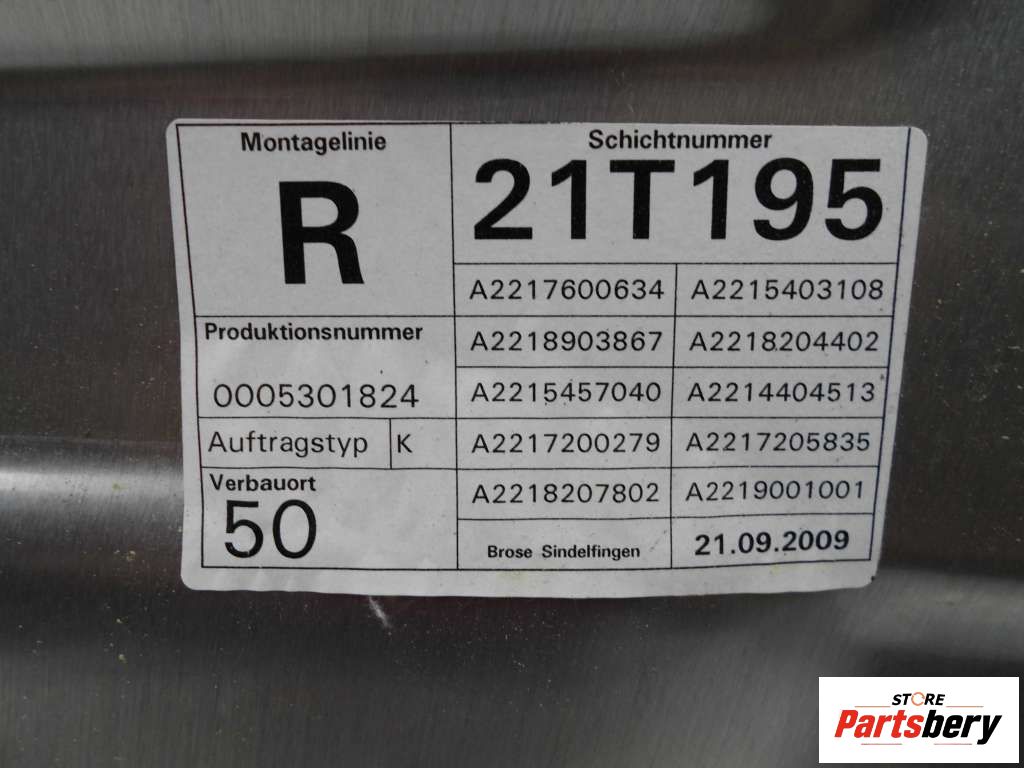 Montagelinie
R
Schichtnummer
21T195
A2217600634 A2215403108
A2218903867 A2218204402
Produktionsnummer
0005301824
A2215457040 A2214404513
Auftragstyp K
A2217200279 A2217205835
Verbauort
50
A2218207802 A2219001001
Brose Sindelfingen 21.09.2009
STORE
Partsbery